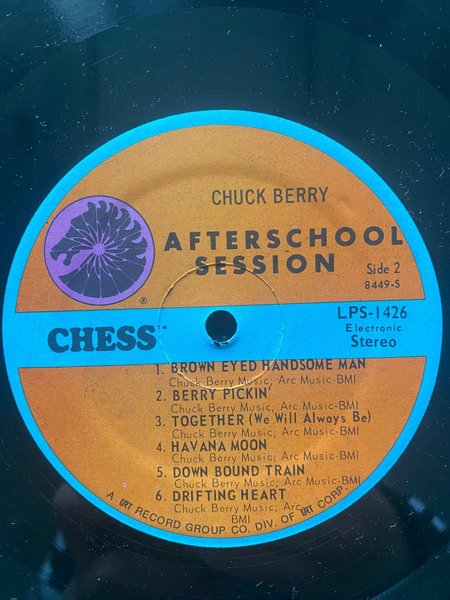 CHUCK BERRY
AFTERSCHOOL
SESSION
Side 2
8449-S
®
CHESS™
LPS-1426
Electronic
Stereo
1. BROWN EYED HANDSOME MAN
Chuck Berry Music; Arc Music-BMI
2. BERRY PICKIN'
Chuck Berry Music; Arc Music-BMI
3. TOGETHER (We Will Always Be)
Chuck Berry Music; Arc Music-BMI
4. HAVANA MOON
Chuck Berry Music; Arc Music-BMI
5. DOWN BOUND TRAIN
Chuck Berry Music; Arc Music-BMI
6. DRIFTING HEART
Chuck Berry Music; Arc
BMI
A GRT RECORD GROUP CO. DIV. OF GRT CORP.